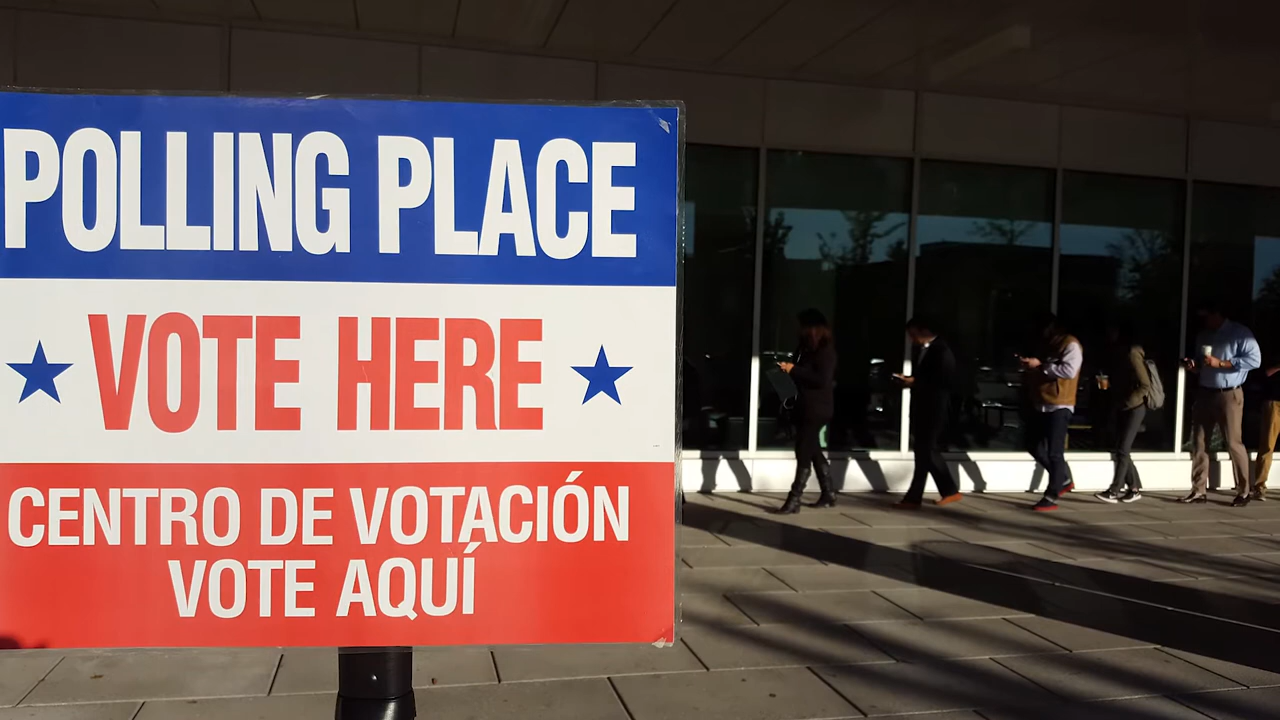 POLLING PLACE
VOTE HERE
CENTRO DE VOTACIÓN
VOTE AQUÍ